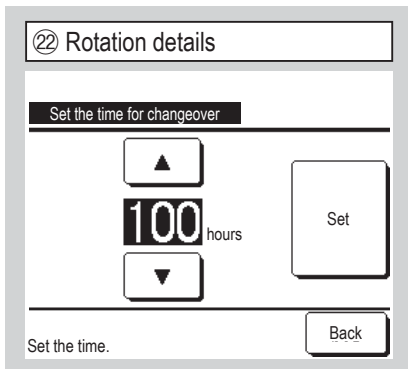 ㉒ Rotation details
Set the time for changeover
▲
100 hours
Set
▼
Set the time.
Back